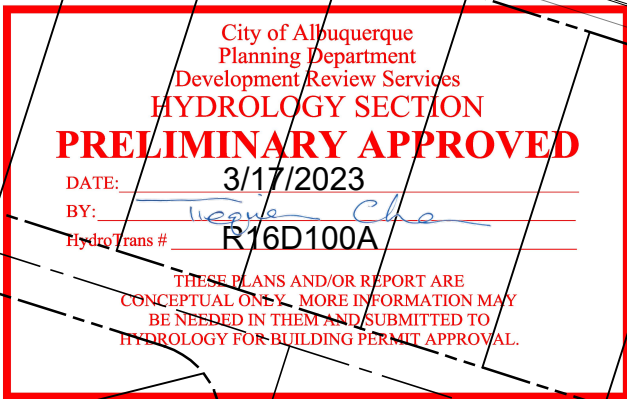 City of Albuquerque
Planning Department
Development Review Services
HYDROLOGY SECTION
PRELIMINARY APPROVED
DATE: 3/17/2023
BY:
HydroTrans # R16D100A
THESE PLANS AND/OR REPORT ARE
CONCEPTUAL ONLY. MORE INFORMATION MAY
BE NEEDED IN THEM AND SUBMITTED TO
HYDROLOGY FOR BUILDING PERMIT APPROVAL.